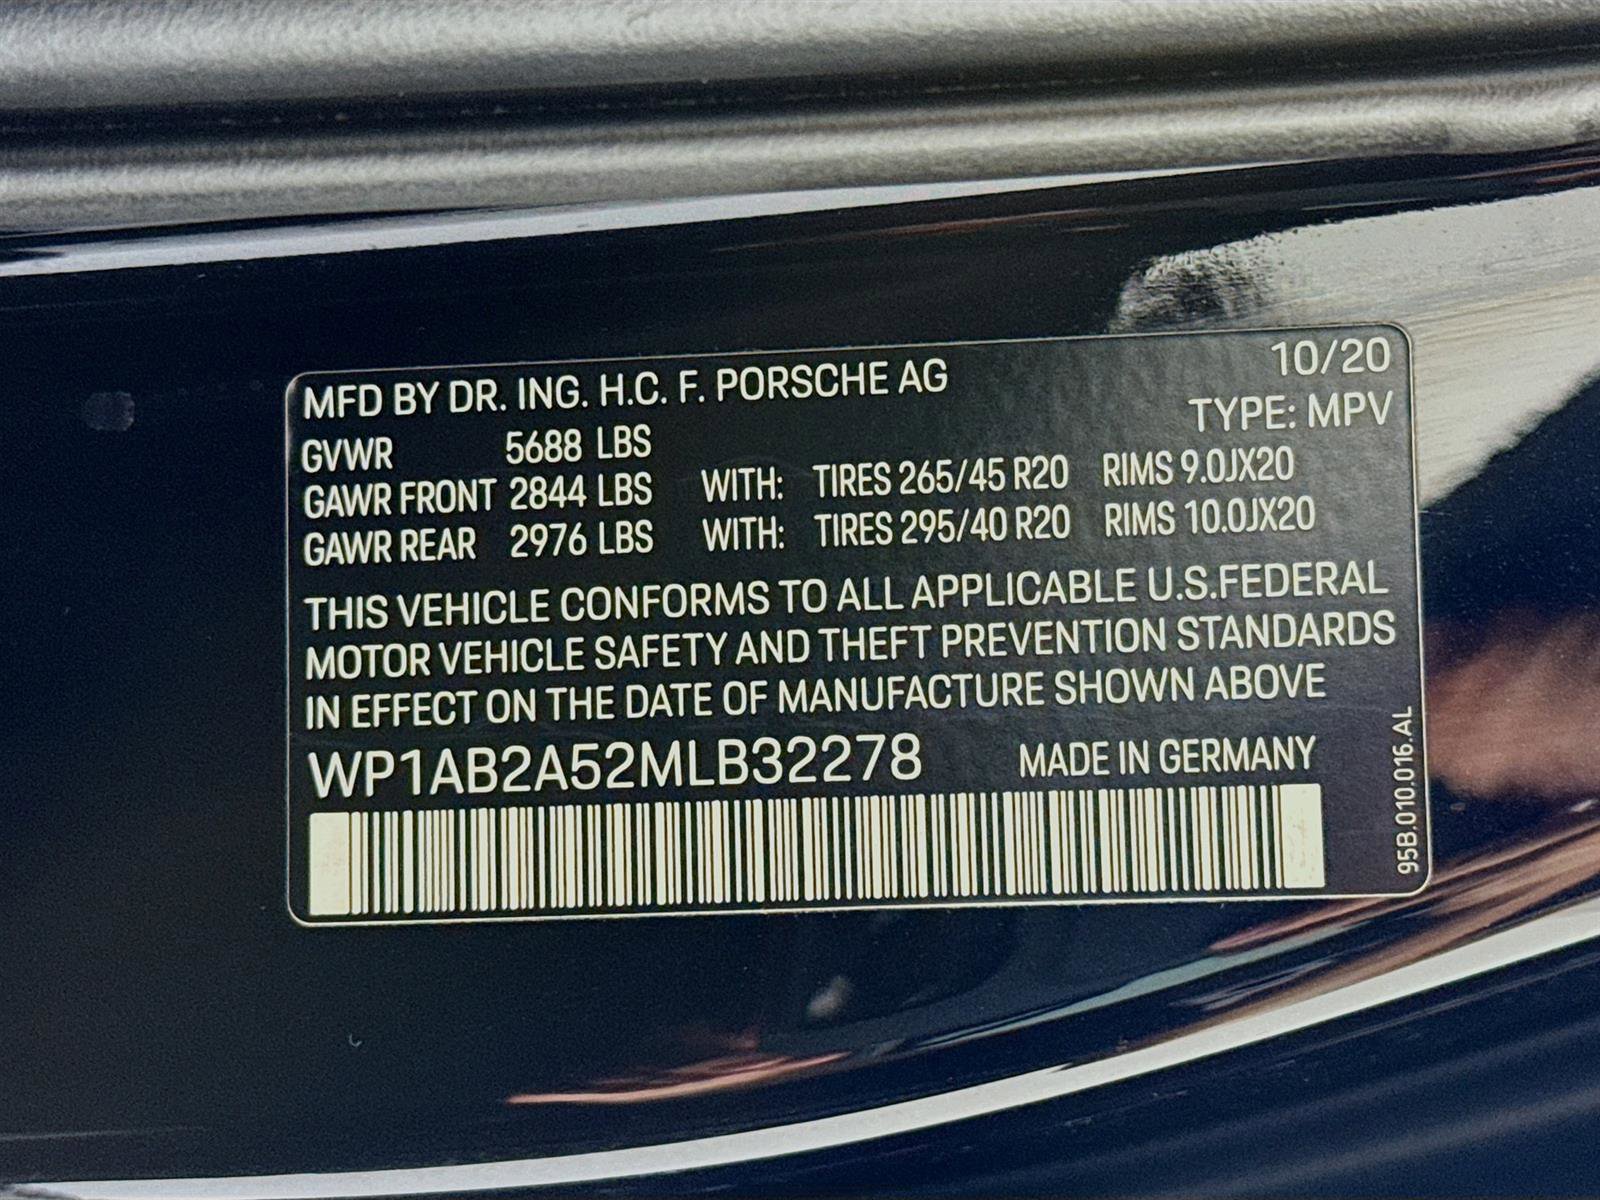 MFD BY DR. ING. H.C. F. PORSCHE AG 10/20
TYPE: MPV
GVWR 5688 LBS
GAWR FRONT 2844 LBS WITH: TIRES 265/45 R20 RIMS 9.0JX20
GAWR REAR 2976 LBS WITH: TIRES 295/40 R20 RIMS 10.0JX20
THIS VEHICLE CONFORMS TO ALL APPLICABLE U.S.FEDERAL
MOTOR VEHICLE SAFETY AND THEFT PREVENTION STANDARDS
IN EFFECT ON THE DATE OF MANUFACTURE SHOWN ABOVE
WP1AB2A52MLB32278 MADE IN GERMANY
95B.010.016.AL